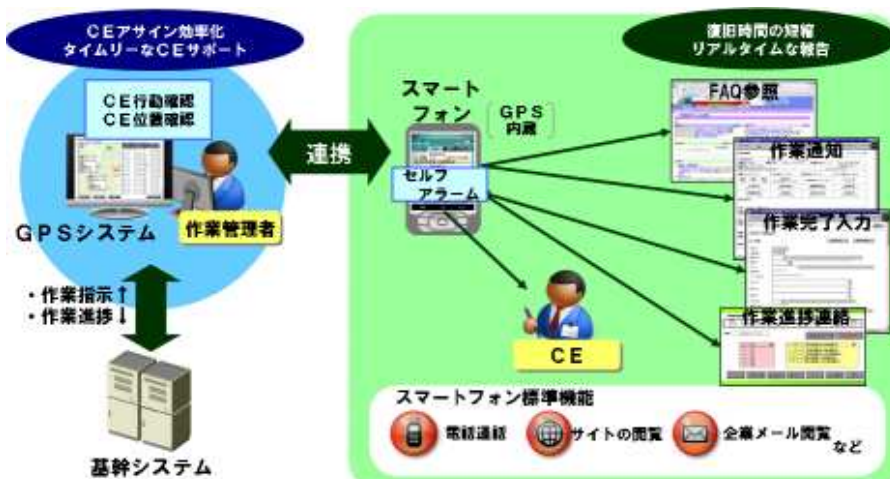 CEアサイン効率化
タイムリーなCEサポート
CE行動確認
CE位置確認
GPSシステム
作業管理者
・作業指示↑
・作業進捗↓
基幹システム
連携
スマート
フォン
GPS
内蔵
セルフ
アラーム
CE
復旧時間の短縮
リアルタイムな報告
FAQ参照
作業通知
作業完了入力
作業進捗連絡
スマートフォン標準機能
電話通話
サイトの閲覧
企業メール閲覧
など